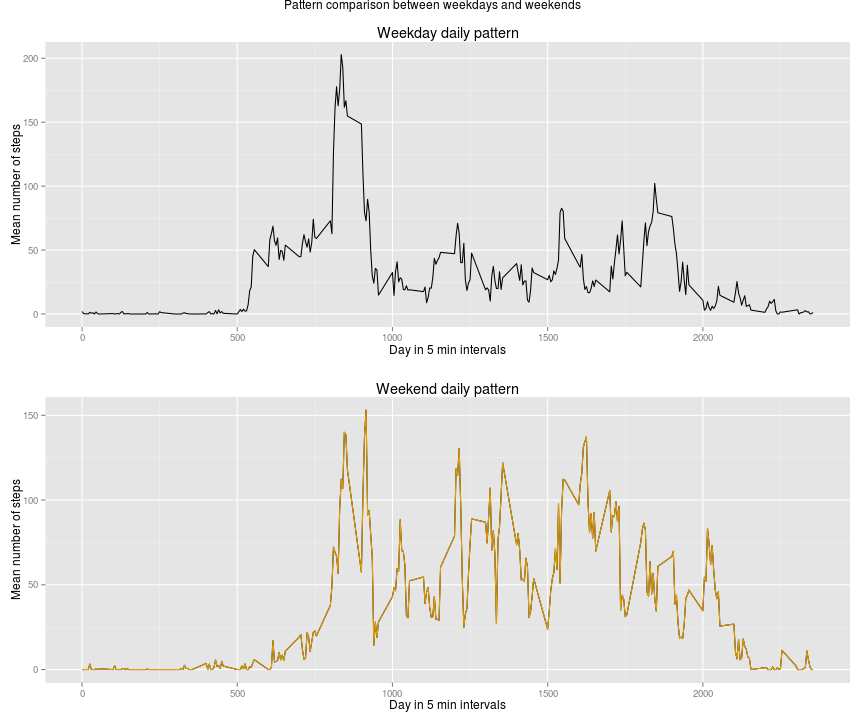 Pattern comparison between weekdays and weekends
Weekday daily pattern
Mean number of steps
200
150
100
50
0
0 500 1000 1500 2000
Day in 5 min intervals
Weekend daily pattern
Mean number of steps
150
100
50
0
0 500 1000 1500 2000
Day in 5 min intervals